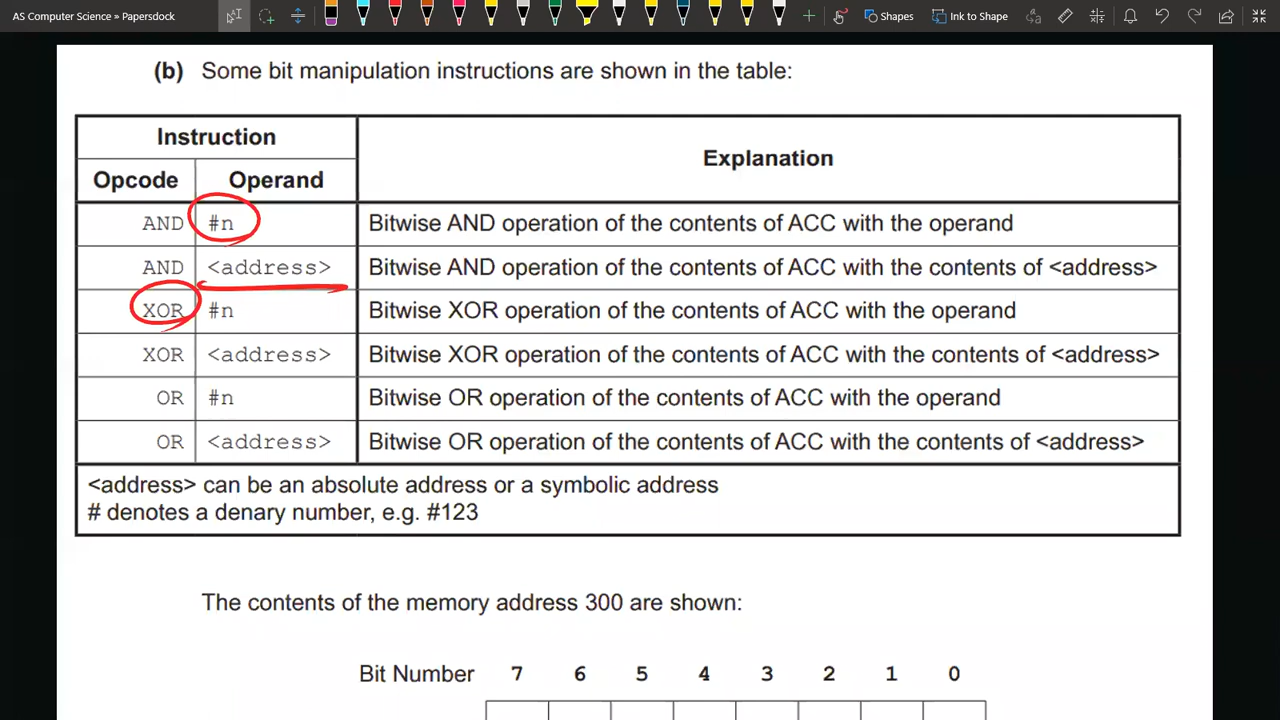 AS Computer Science » Papersdock
Shapes
Ink to Shape
(b) Some bit manipulation instructions are shown in the table:
Instruction
Explanation
Opcode Operand
AND #n Bitwise AND operation of the contents of ACC with the operand
AND <address> Bitwise AND operation of the contents of ACC with the contents of <address>
XOR #n Bitwise XOR operation of the contents of ACC with the operand
XOR <address> Bitwise XOR operation of the contents of ACC with the contents of <address>
OR #n Bitwise OR operation of the contents of ACC with the operand
OR <address> Bitwise OR operation of the contents of ACC with the contents of <address>
<address> can be an absolute address or a symbolic address
# denotes a denary number, e.g. #123
The contents of the memory address 300 are shown:
Bit Number 7 6 5 4 3 2 1 0